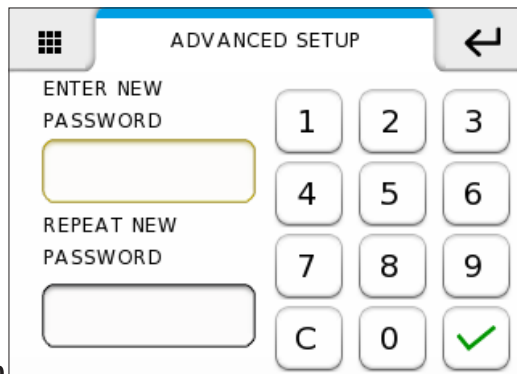 ADVANCED SETUP
ENTER NEW
PASSWORD
REPEAT NEW
PASSWORD
1 2 3
4 5 6
7 8 9
C 0